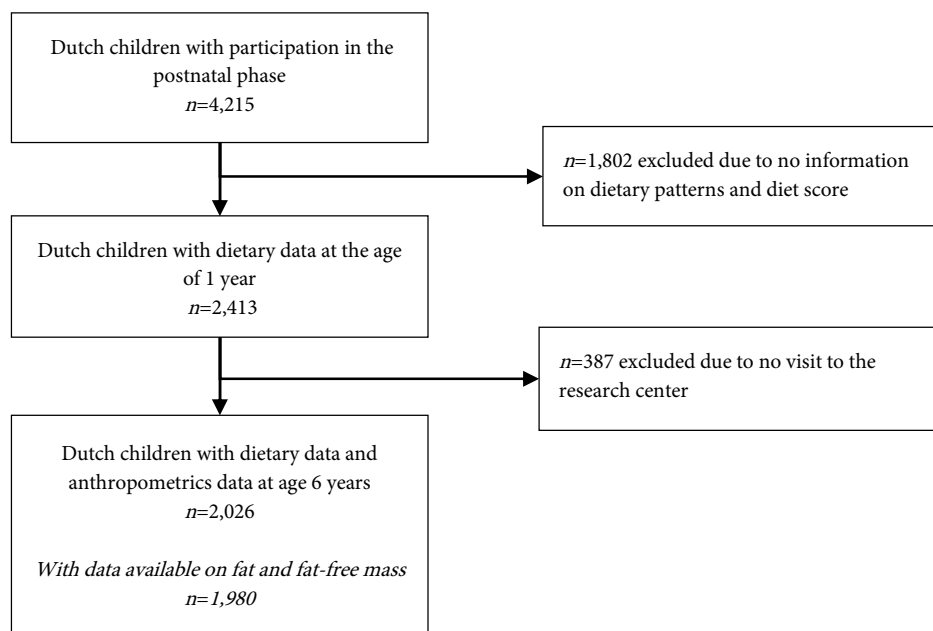 Dutch children with participation in the
postnatal phase
n=4,215
n=1,802 excluded due to no information
on dietary patterns and diet score
Dutch children with dietary data at the age
of 1 year
n=2,413
n=387 excluded due to no visit to the
research center
Dutch children with dietary data and
anthropometrics data at age 6 years
n=2,026
With data available on fat and fat-free mass
n=1,980